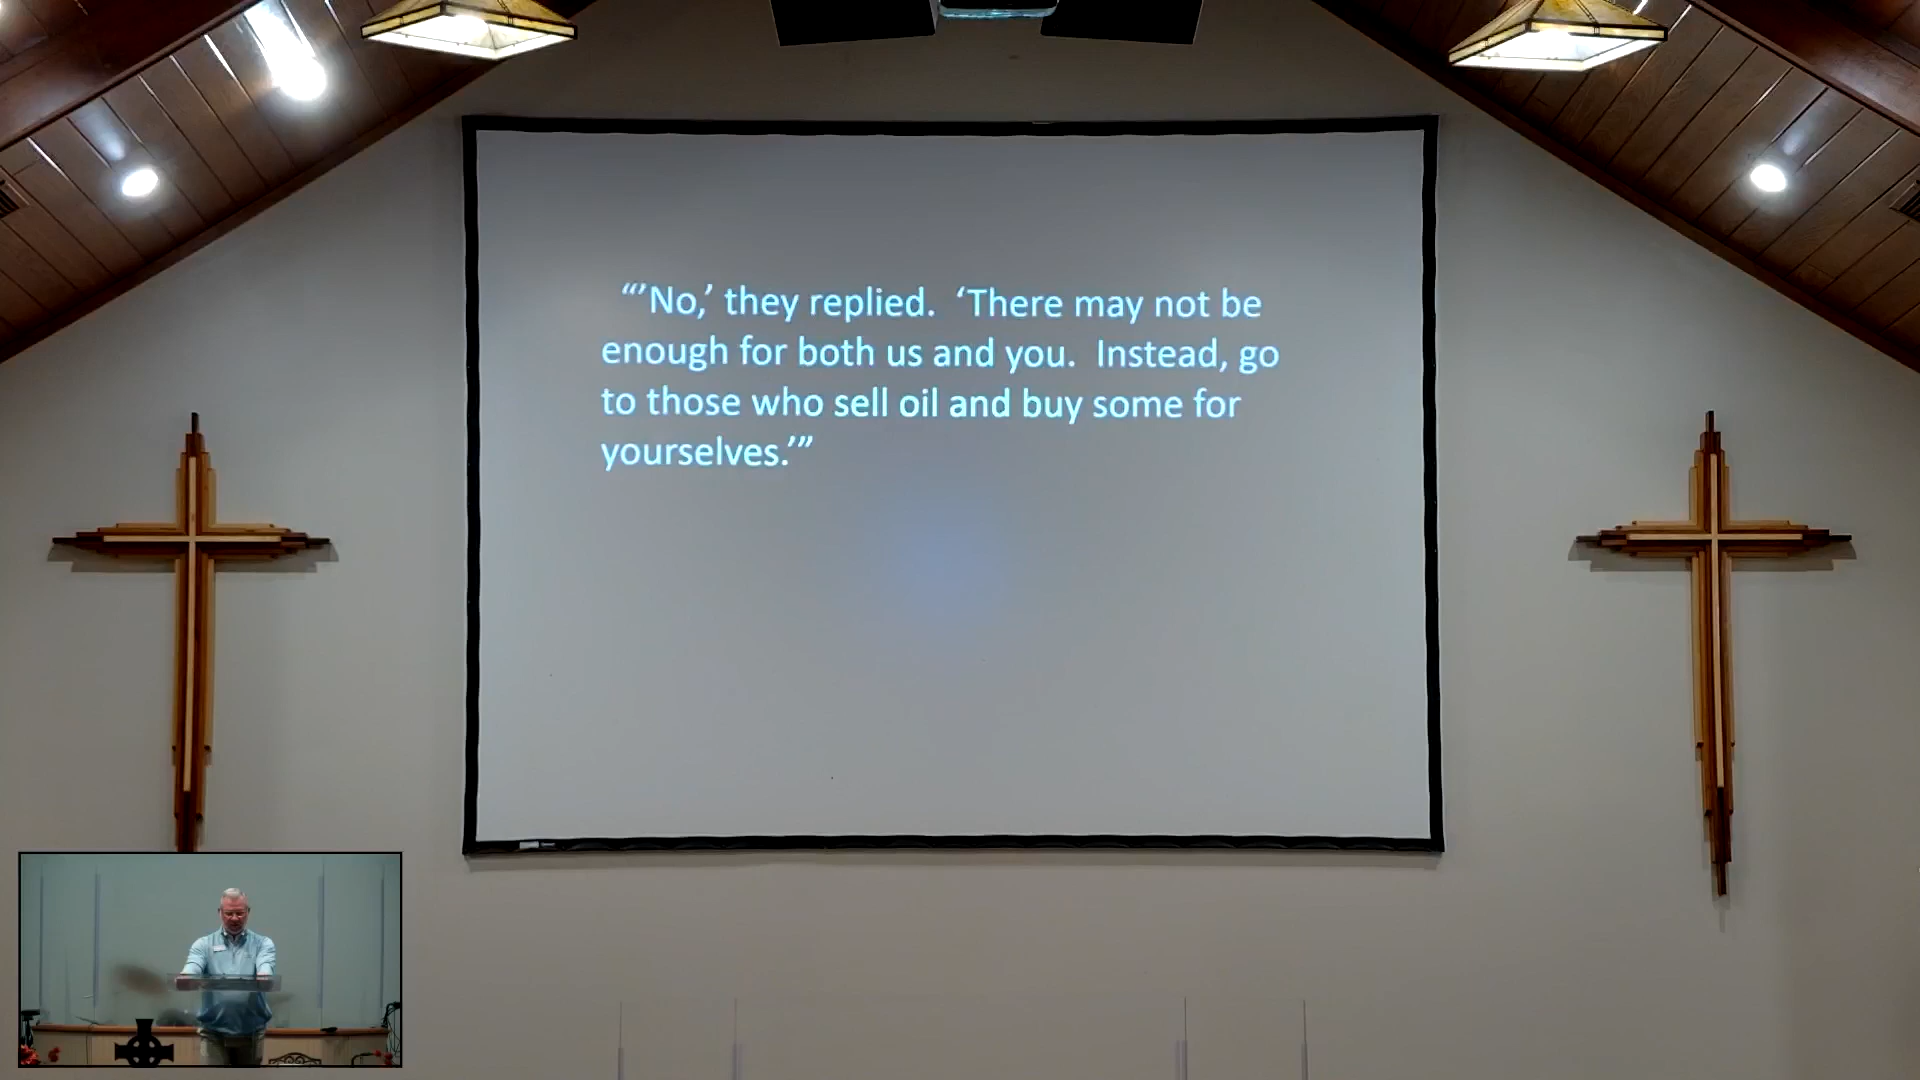 “‘No,’ they replied.  ‘There may not be
enough for both us and you.  Instead, go
to those who sell oil and buy some for
yourselves.’”